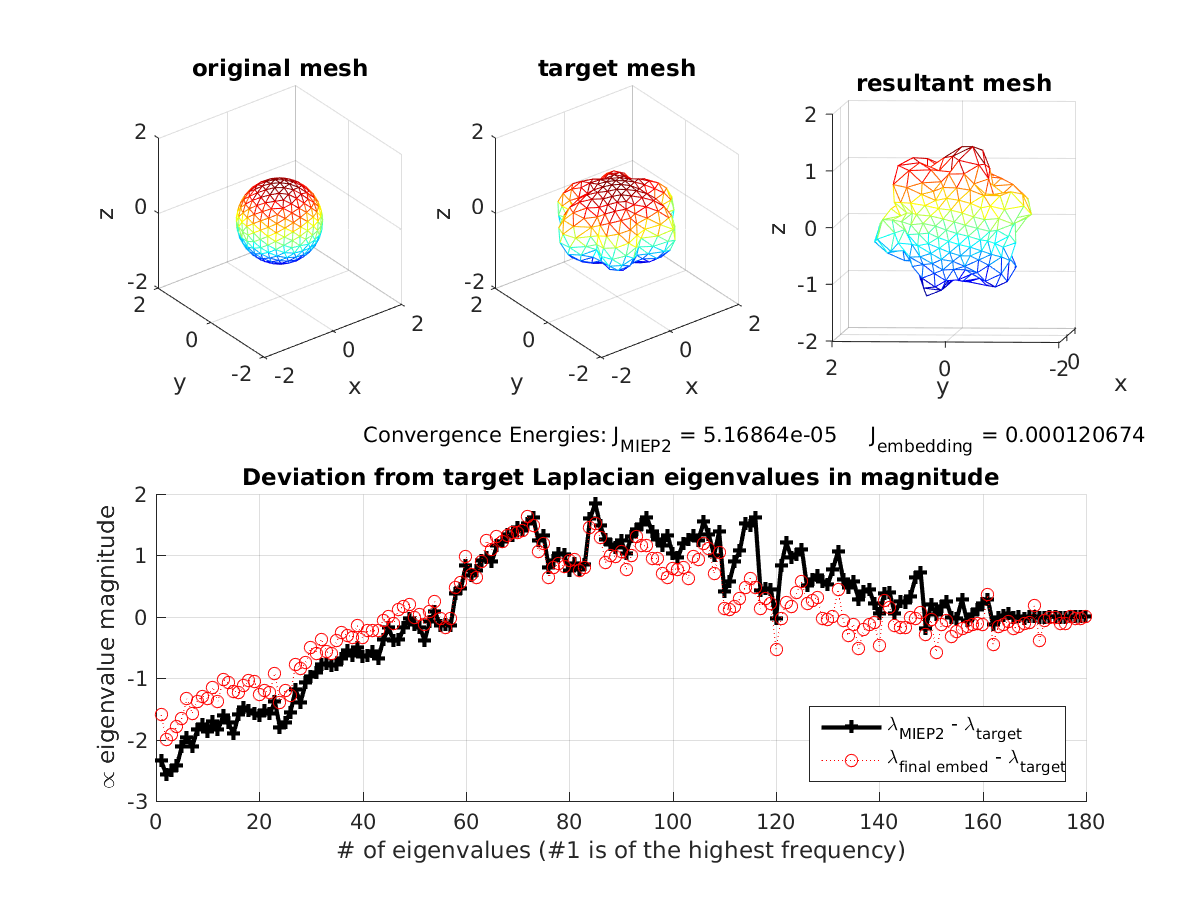 original mesh
target mesh
resultant mesh
2
0
-2
z
2
0
-2
y
-2
0
2
x
2
0
-2
z
2
0
-2
y
-2
0
2
x
2
1
0
-1
-2
z
2
0
-2
y
0
x
Convergence Energies: J_MIEP2 = 5.16864e-05 J_embedding = 0.000120674
Deviation from target Laplacian eigenvalues in magnitude
∝ eigenvalue magnitude
2
1
0
-1
-2
-3
λ_MIEP2 - λ_target
λ_final embed - λ_target
0 20 40 60 80 100 120 140 160 180
# of eigenvalues (#1 is of the highest frequency)